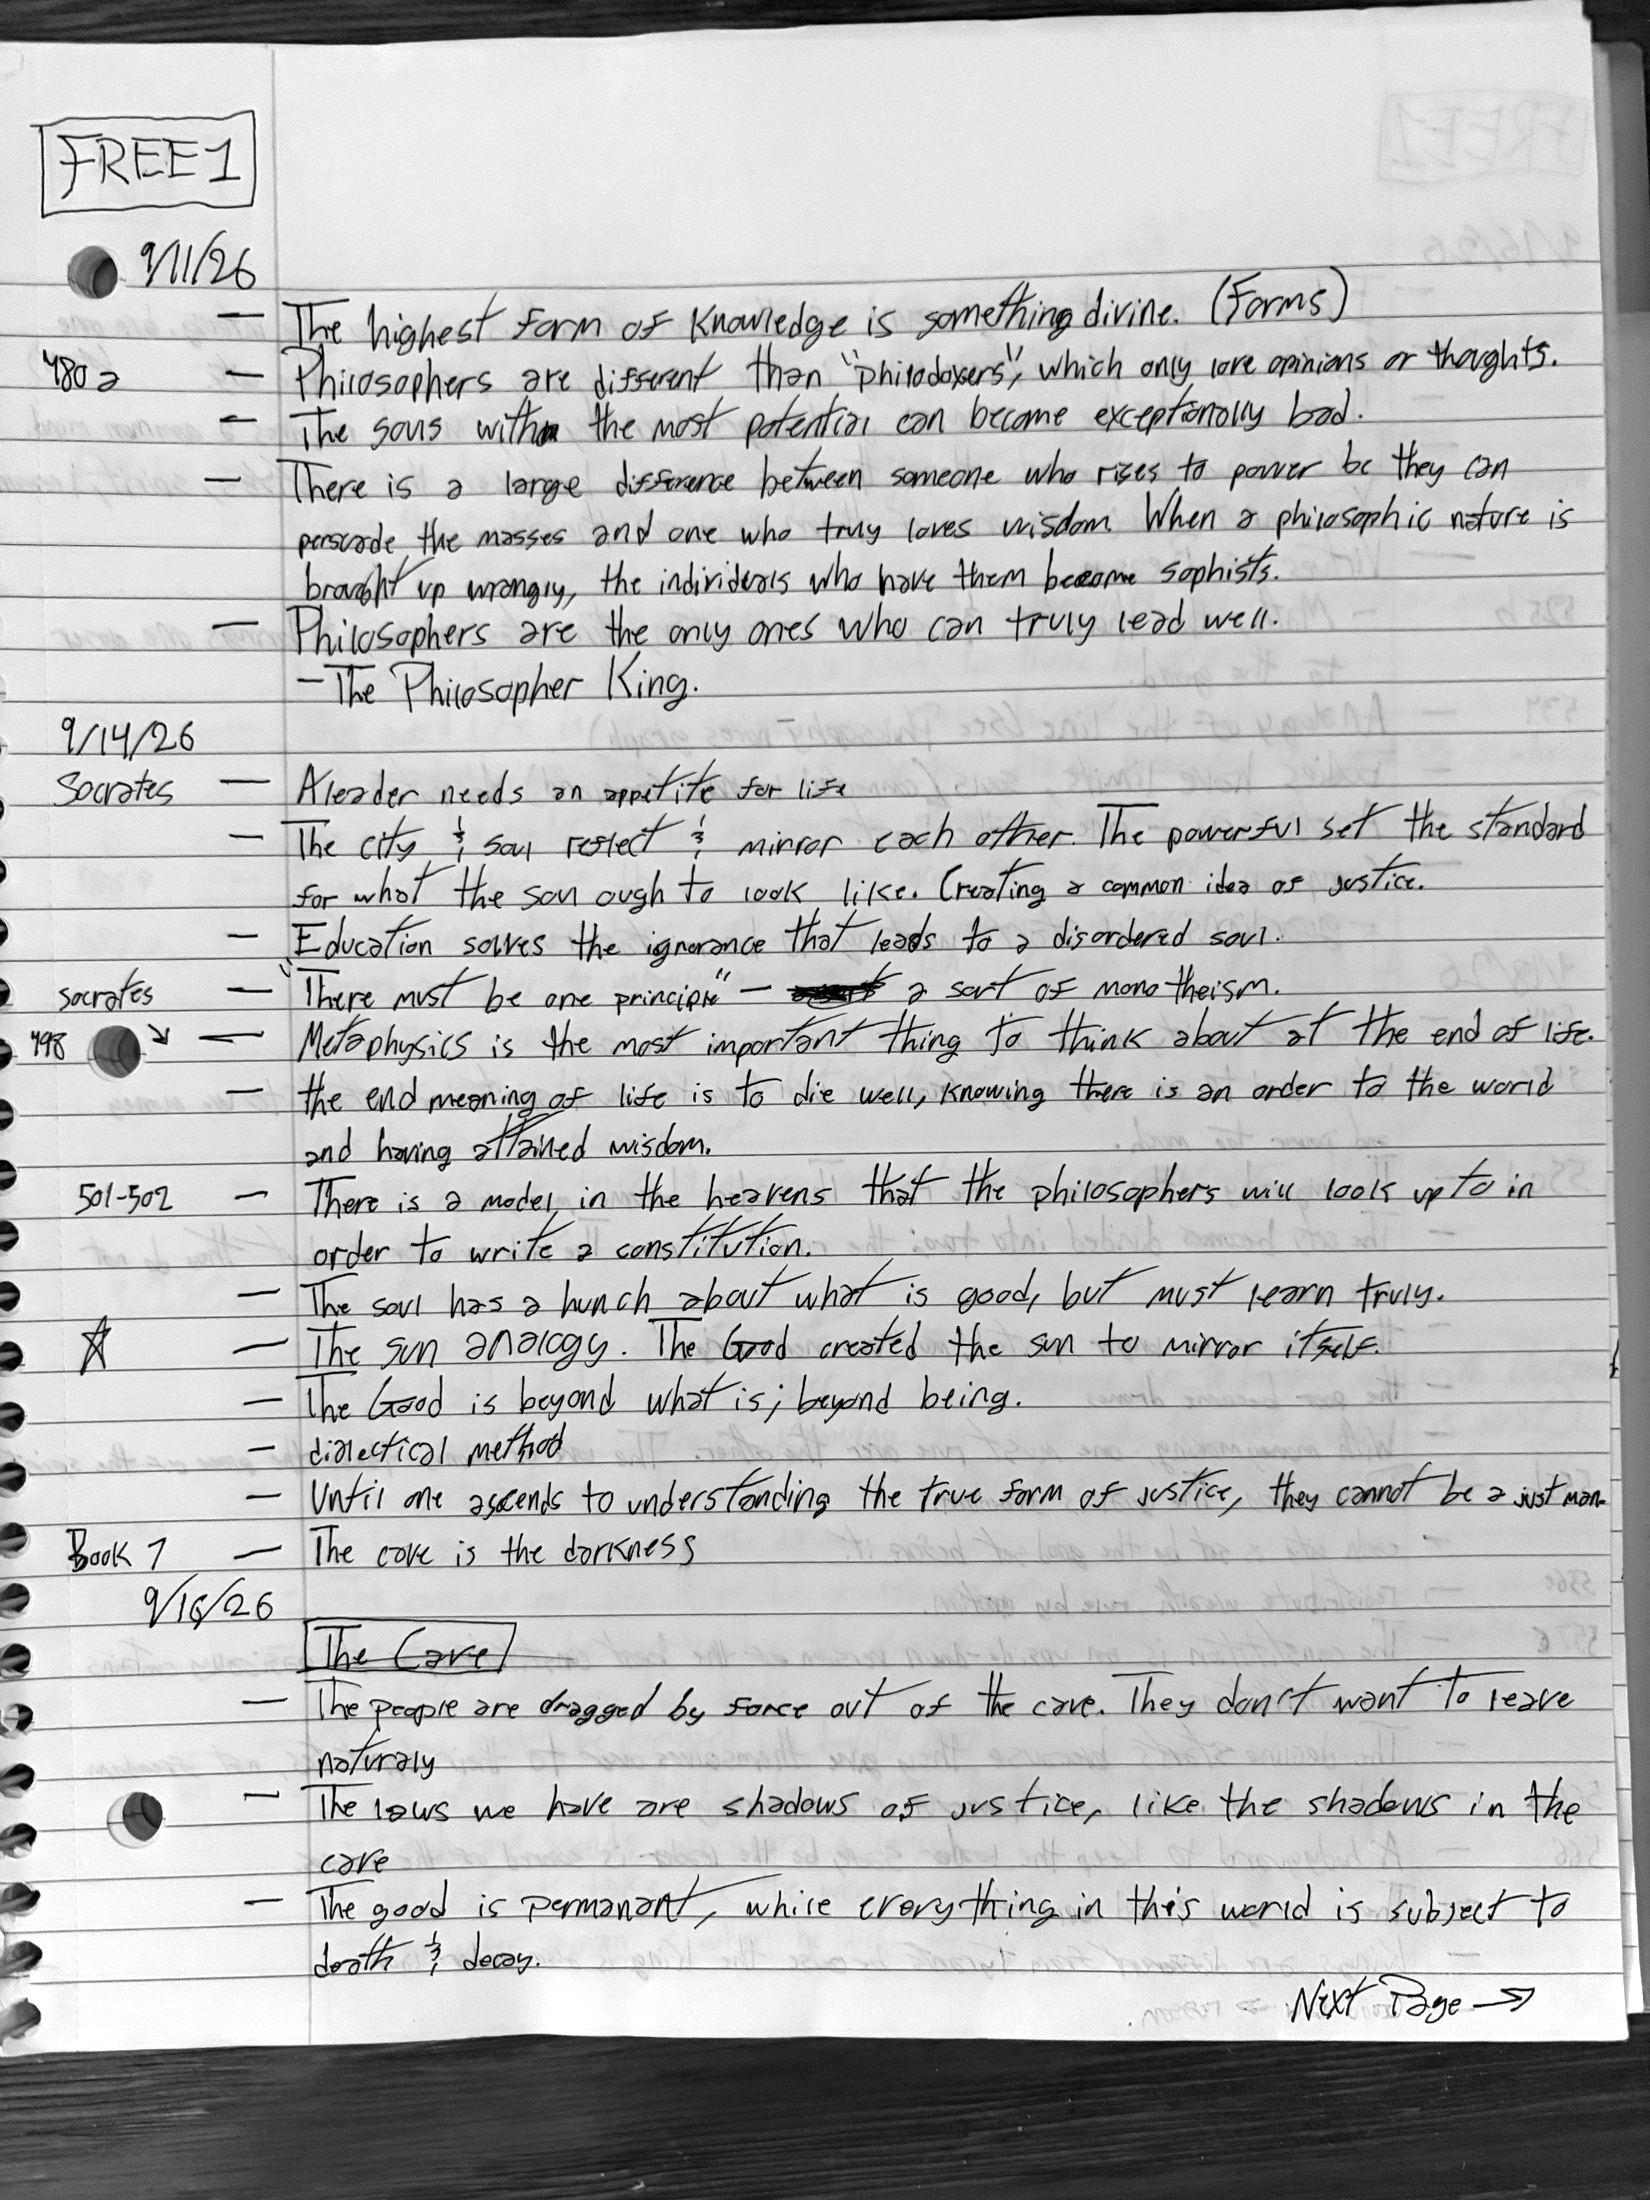 FREE 1
9/11/26
— The highest form of knowledge is something divine. (Forms)
480a — Philosophers are different than "philodoxers", which only love opinions or thoughts.
— The souls with the most potential can become exceptionally bad.
— There is a large difference between someone who rises to power bc they can
persuade the masses and one who truly loves wisdom. When a philosophic nature is
brought up wrongly, the individuals who have them become sophists.
— Philosophers are the only ones who can truly lead well.
— The Philosopher King.
9/14/26
Socrates — A leader needs an appetite for life
— The city & soul reflect & mirror each other. The powerful set the standard
for what the soul ough to look like. Creating a common idea of justice.
— Education solves the ignorance that leads to a disordered soul.
Socrates — "There must be one principle" — a sort of monotheism.
498 ↘ — Metaphysics is the most important thing to think about at the end of life.
— the end meaning of life is to die well, knowing there is an order to the world
and having attained wisdom.
501-502 — There is a model in the heavens that the philosophers will look up to in
order to write a constitution.
— The soul has a hunch about what is good, but must learn truly.
☆ — The sun analogy. The Good created the sun to mirror itself.
— The Good is beyond what is; beyond being.
— dialectical method
— Until one ascends to understanding the true form of justice, they cannot be a just man.
Book 7 — The cave is the darkness
9/16/26
The Cave
— The people are dragged by force out of the cave. They don't want to leave
naturaly
— The laws we have are shadows of justice, like the shadows in the
cave
— The good is permanant, while everything in this world is subject to
death & decay.
Next Page →